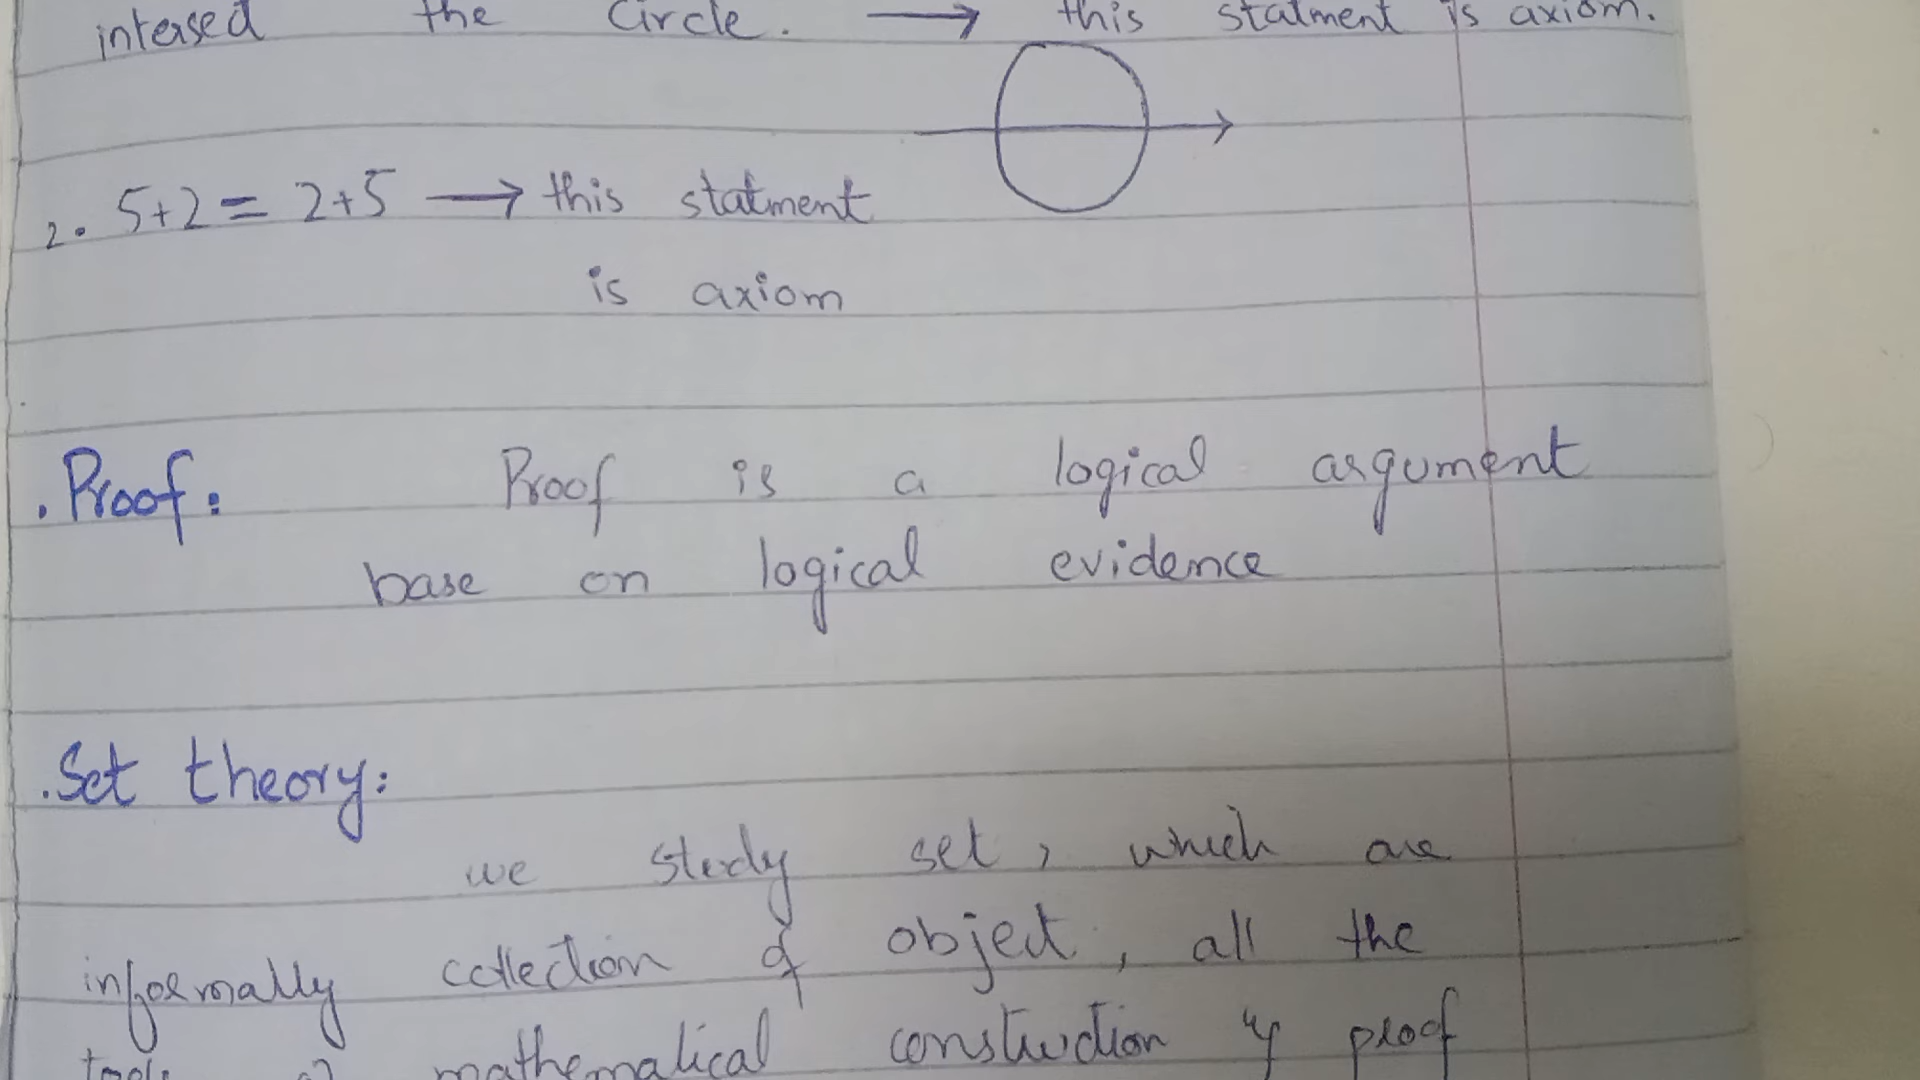 intersed the Circle. → this statment is axiom.
2. 5+2 = 2+5 → this statment
is axiom
. Proof: Proof is a logical argument
base on logical evidence
. Set theory:
we study set, which are
informally collection of object, all the
mathematical construction proof